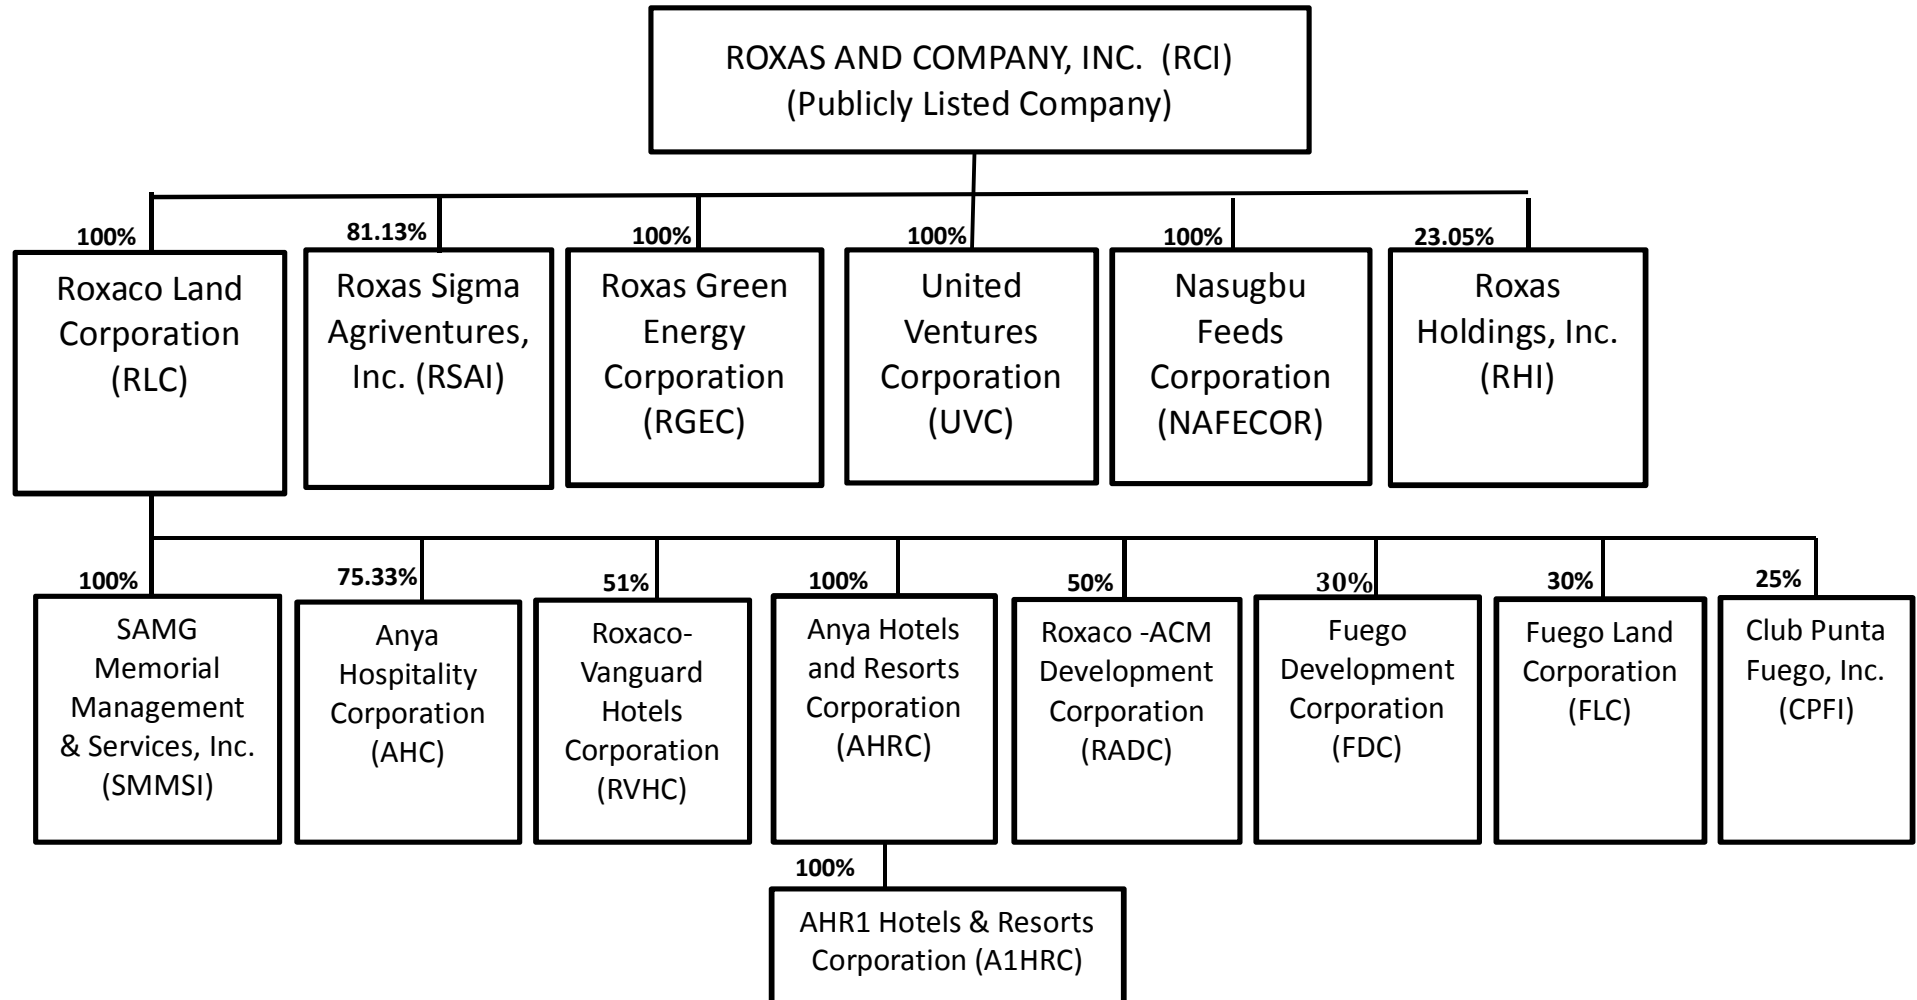 ROXAS AND COMPANY, INC. (RCI)
(Publicly Listed Company)
100%
Roxaco Land
Corporation
(RLC)
81.13%
Roxas Sigma
Agriventures,
Inc. (RSAI)
100%
Roxas Green
Energy
Corporation
(RGEC)
100%
United
Ventures
Corporation
(UVC)
100%
Nasugbu
Feeds
Corporation
(NAFECOR)
23.05%
Roxas
Holdings, Inc.
(RHI)
100%
SAMG
Memorial
Management
& Services, Inc.
(SMMSI)
75.33%
Anya
Hospitality
Corporation
(AHC)
51%
Roxaco-
Vanguard
Hotels
Corporation
(RVHC)
100%
Anya Hotels
and Resorts
Corporation
(AHRC)
50%
Roxaco -ACM
Development
Corporation
(RADC)
30%
Fuego
Development
Corporation
(FDC)
30%
Fuego Land
Corporation
(FLC)
25%
Club Punta
Fuego, Inc.
(CPFI)
100%
AHR1 Hotels & Resorts
Corporation (A1HRC)